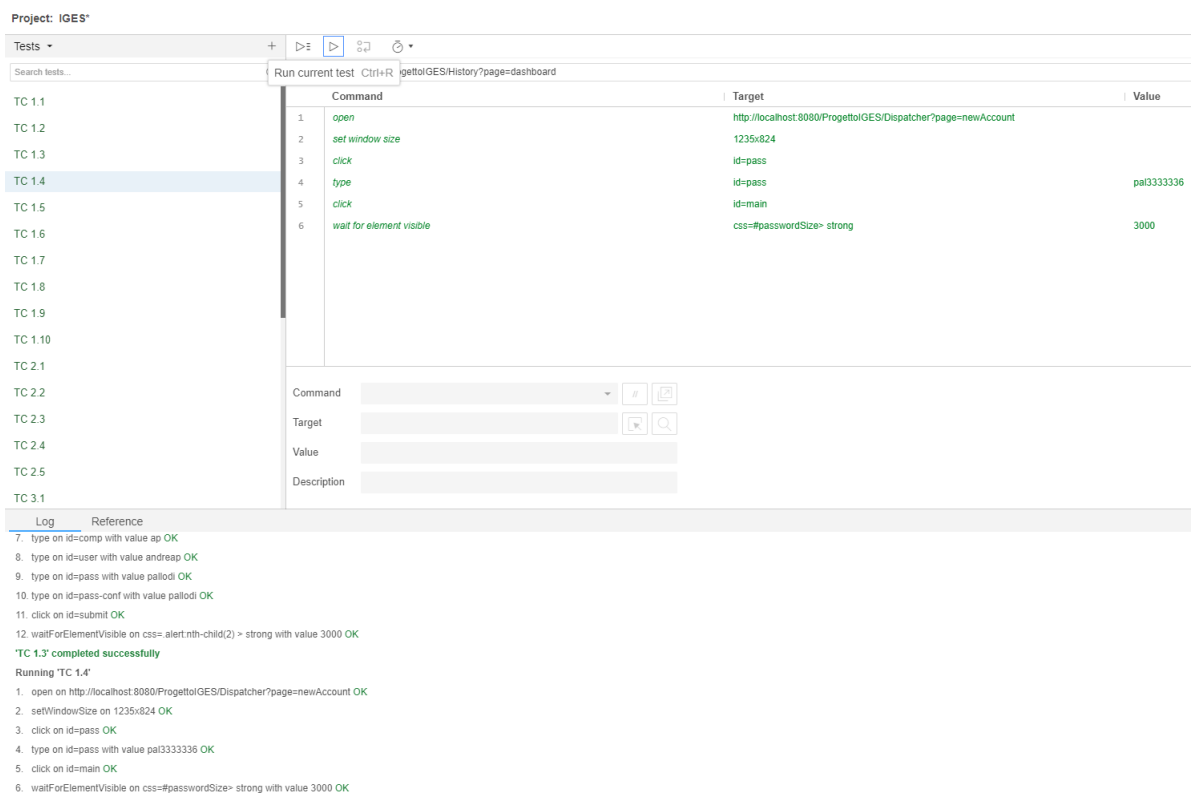 Project: IGES*
Tests
Search tests...
Run current test Ctrl+R
gettoIGES/History?page=dashboard
Command Target Value
1 open http://localhost:8080/ProgettoIGES/Dispatcher?page=newAccount
2 set window size 1235x824
3 click id=pass
4 type id=pass pal3333336
5 click id=main
6 wait for element visible css=#passwordSize> strong 3000
TC 1.1
TC 1.2
TC 1.3
TC 1.4
TC 1.5
TC 1.6
TC 1.7
TC 1.8
TC 1.9
TC 1.10
TC 2.1
TC 2.2
TC 2.3
TC 2.4
TC 2.5
TC 3.1
Command
//
Target
Value
Description
Log Reference
7. type on id=comp with value ap OK
8. type on id=user with value andreap OK
9. type on id=pass with value pallodi OK
10. type on id=pass-conf with value pallodi OK
11. click on id=submit OK
12. waitForElementVisible on css=.alert:nth-child(2) > strong with value 3000 OK
'TC 1.3' completed successfully
Running 'TC 1.4'
1. open on http://localhost:8080/ProgettoIGES/Dispatcher?page=newAccount OK
2. setWindowSize on 1235x824 OK
3. click on id=pass OK
4. type on id=pass with value pal3333336 OK
5. click on id=main OK
6. waitForElementVisible on css=#passwordSize> strong with value 3000 OK